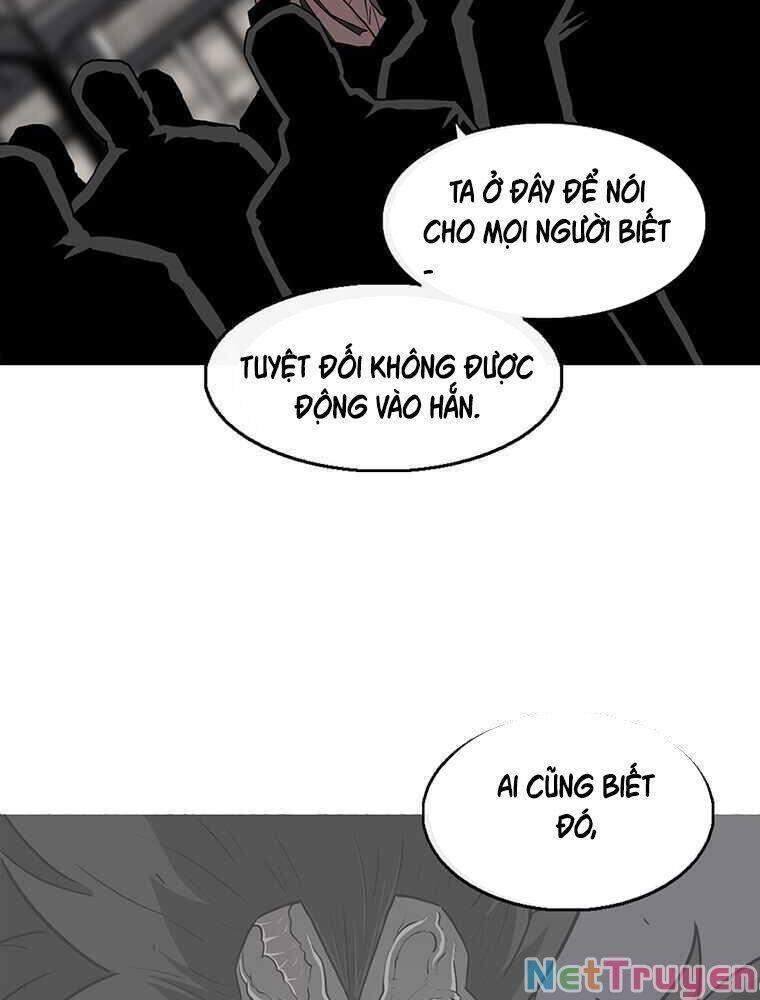 TA Ở ĐÂY ĐỂ NÓI
CHO MỌI NGƯỜI BIẾT
-
TUYỆT ĐỐI KHÔNG ĐƯỢC
ĐỘNG VÀO HẮN.
AI CŨNG BIẾT
ĐÓ,
NetTruyen